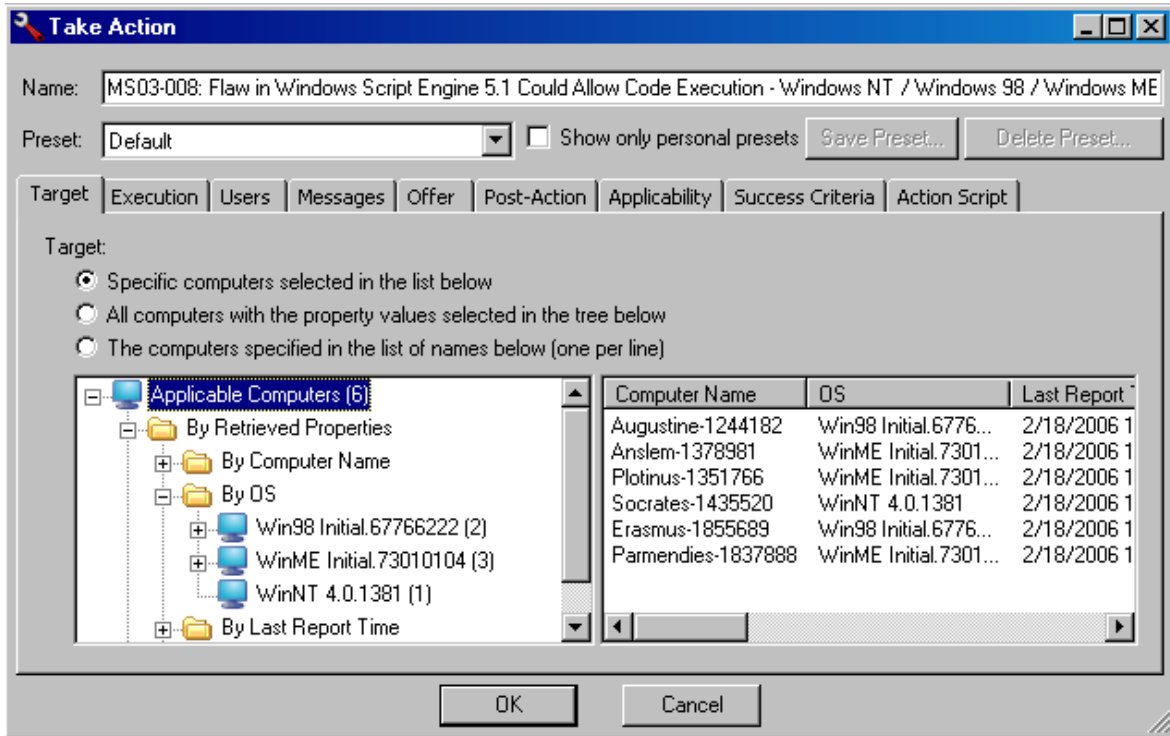 Take Action
Name: MS03-008: Flaw in Windows Script Engine 5.1 Could Allow Code Execution - Windows NT / Windows 98 / Windows ME
Preset: Default Show only personal presets Save Preset... Delete Preset...
Target Execution Users Messages Offer Post-Action Applicability Success Criteria Action Script
Target:
Specific computers selected in the list below
All computers with the property values selected in the tree below
The computers specified in the list of names below (one per line)
Applicable Computers (6)
By Retrieved Properties
By Computer Name
By OS
Win98 Initial.67766222 (2)
WinME Initial.73010104 (3)
WinNT 4.0.1381 (1)
By Last Report Time
Computer Name OS Last Report
Augustine-1244182 Win98 Initial.6776... 2/18/2006 1
Anslem-1378981 WinME Initial.7301... 2/18/2006 1
Plotinus-1351766 WinME Initial.7301... 2/18/2006 1
Socrates-1435520 WinNT 4.0.1381 2/18/2006 1
Erasmus-1855689 Win98 Initial.6776... 2/18/2006 1
Parmendies-1837888 WinME Initial.7301... 2/18/2006 1
OK Cancel